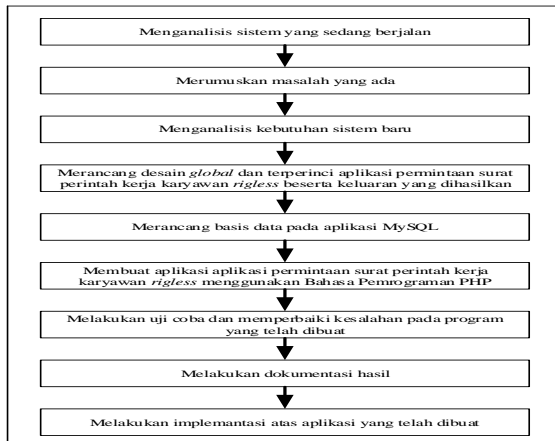 Menganalisis sistem yang sedang berjalan
Merumuskan masalah yang ada
Menganalisis kebutuhan sistem baru
Merancang desain global dan terperinci aplikasi permintaan surat
perintah kerja karyawan rigless beserta keluaran yang dihasilkan
Merancang basis data pada aplikasi MySQL
Membuat aplikasi aplikasi permintaan surat perintah kerja
karyawan rigless menggunakan Bahasa Pemrograman PHP
Melakukan uji coba dan memperbaiki kesalahan pada program
yang telah dibuat
Melakukan dokumentasi hasil
Melakukan implemantasi atas aplikasi yang telah dibuat